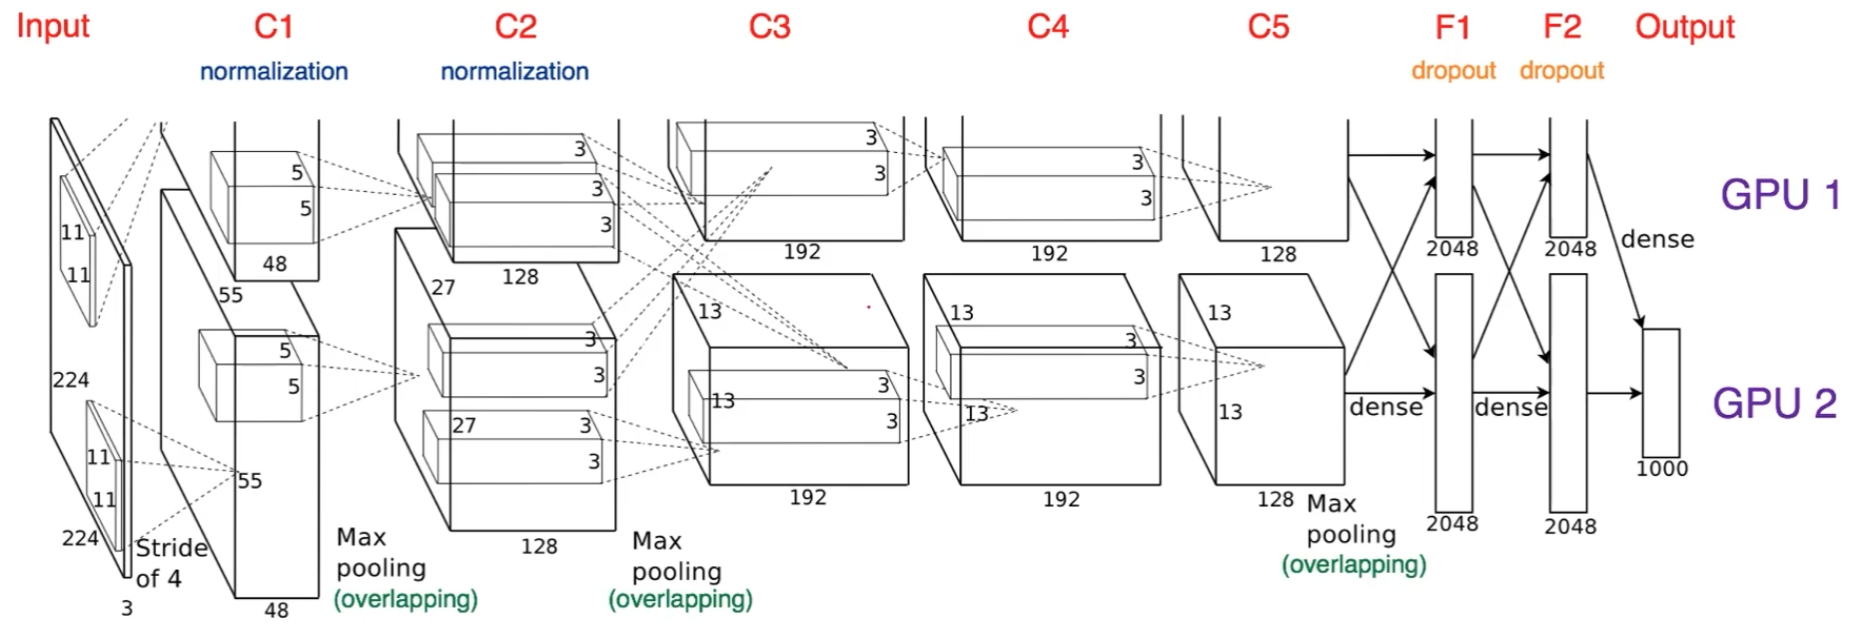 Input C1 C2 C3 C4 C5 F1 F2 Output
normalization normalization dropout dropout
3
5 3 3
3 3 3
11 5 3 3 GPU 1
3
11 48 128 192 192 128 2048 2048 dense
55 27
13 13 13
5 3 3
224 5 3 3 3
13 13 13 GPU 2
27 3 3 dense dense
11 3
55 1000
11 192 192 128 Max
224 Stride 2048 2048
of 4 Max 128 Max pooling
pooling pooling (overlapping)
3 48 (overlapping) (overlapping)